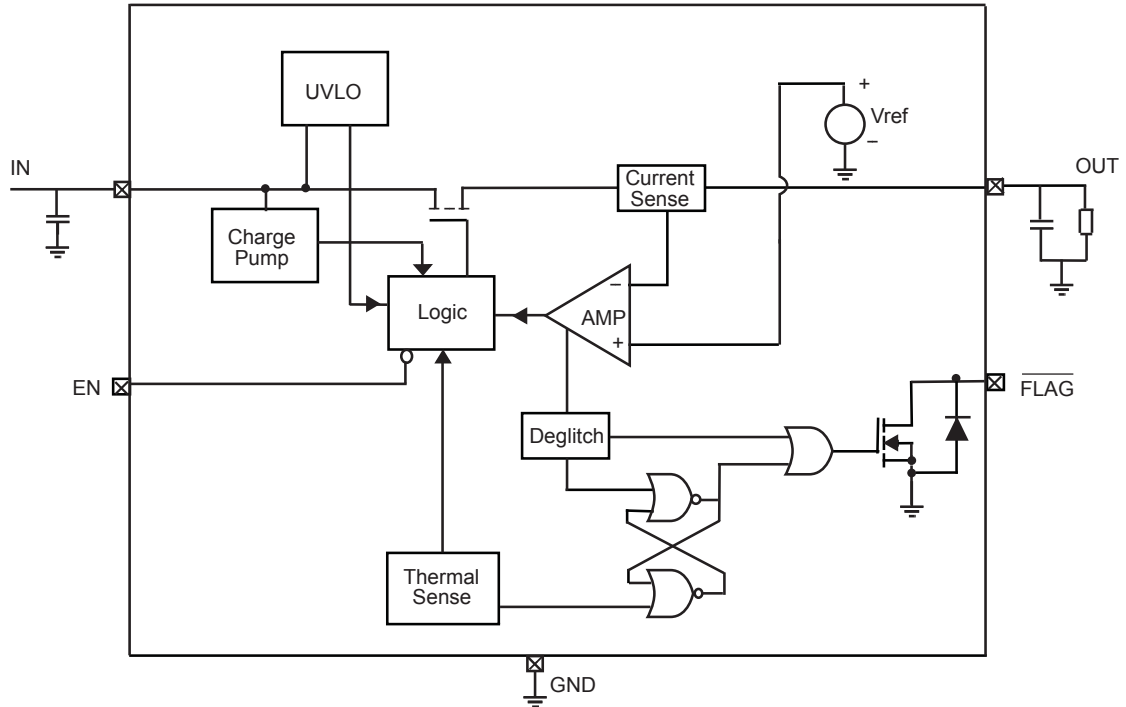 UVLO
+
Vref
−
IN
OUT
Current
Sense
Charge
Pump
Logic
−
AMP
+
EN
FLAG
Deglitch
Thermal
Sense
GND